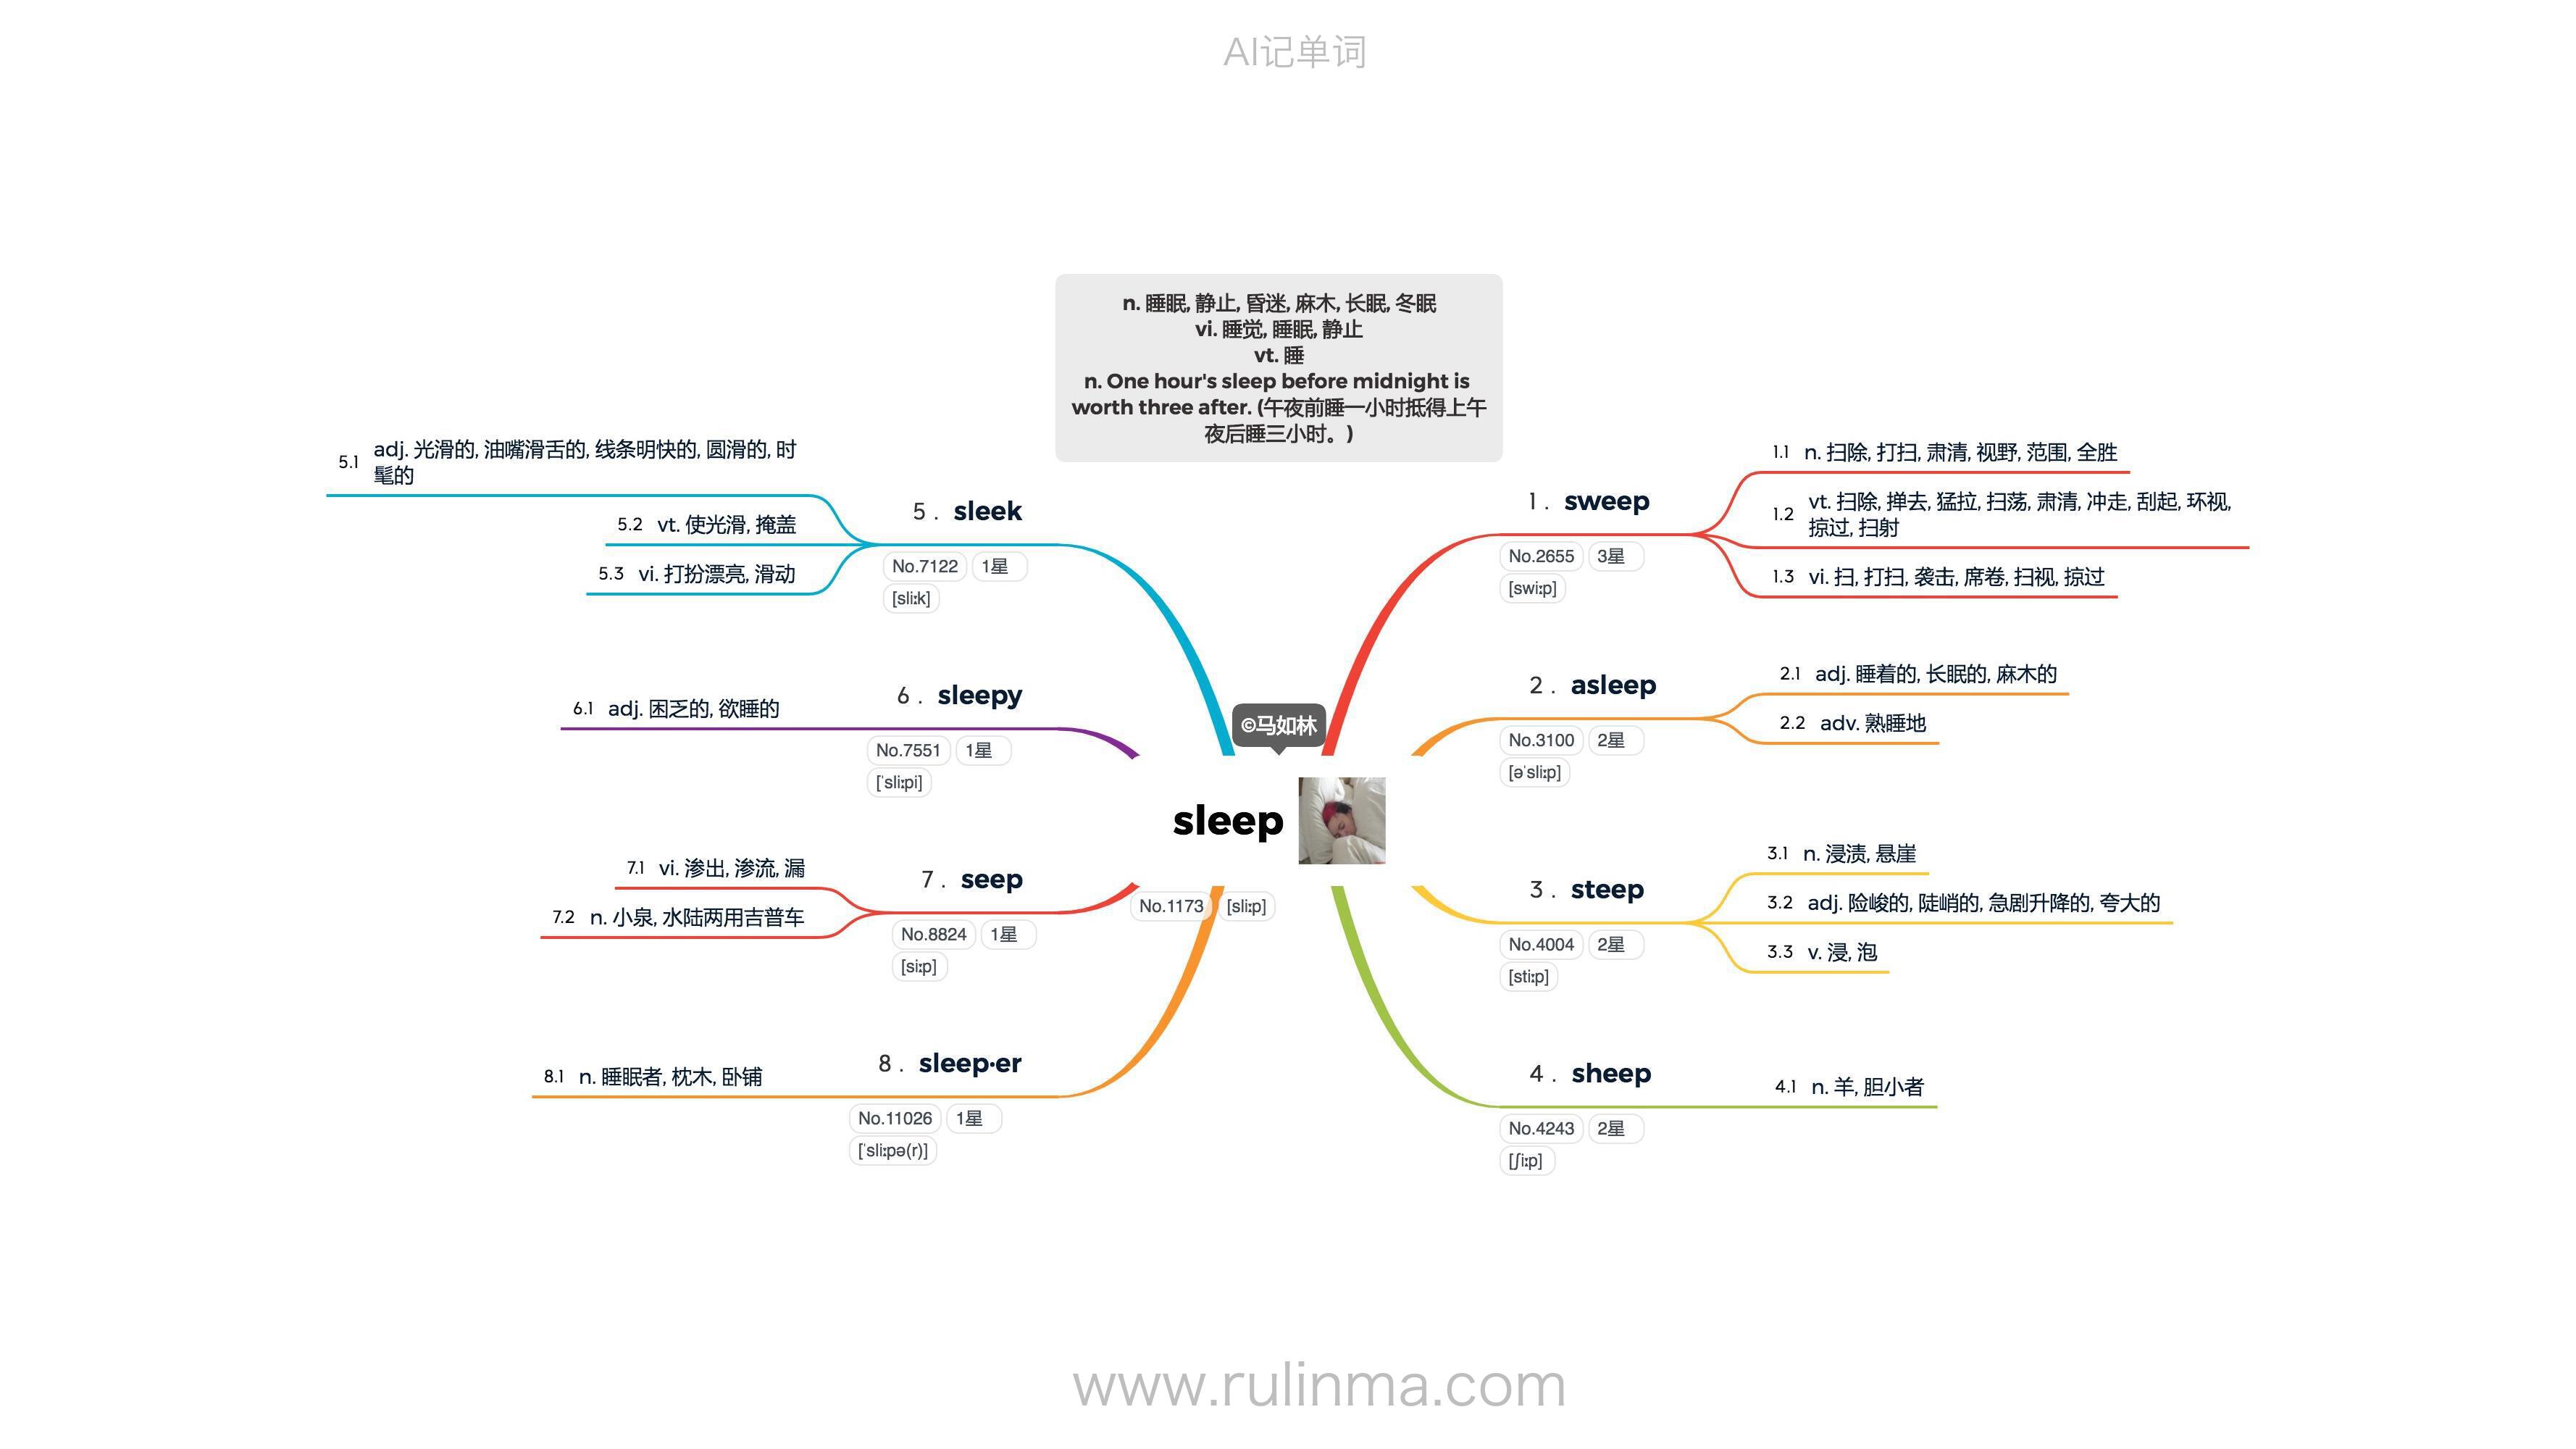 AI记单词
n. 睡眠, 静止, 昏迷, 麻木, 长眠, 冬眠
vi. 睡觉, 睡眠, 静止
vt. 睡
n. One hour's sleep before midnight is
worth three after. (午夜前睡一小时抵得上午
夜后睡三小时。)
©马如林
sleep
No.1173 [sliːp]
1 . sweep
No.2655 3星
[swiːp]
1.1 n. 扫除, 打扫, 肃清, 视野, 范围, 全胜
1.2 vt. 扫除, 掸去, 猛拉, 扫荡, 肃清, 冲走, 刮起, 环视,
掠过, 扫射
1.3 vi. 扫, 打扫, 袭击, 席卷, 扫视, 掠过
2 . asleep
No.3100 2星
[əˈsliːp]
2.1 adj. 睡着的, 长眠的, 麻木的
2.2 adv. 熟睡地
3 . steep
No.4004 2星
[stiːp]
3.1 n. 浸渍, 悬崖
3.2 adj. 险峻的, 陡峭的, 急剧升降的, 夸大的
3.3 v. 浸, 泡
4 . sheep
No.4243 2星
[ʃiːp]
4.1 n. 羊, 胆小者
5 . sleek
No.7122 1星
[sliːk]
5.1 adj. 光滑的, 油嘴滑舌的, 线条明快的, 圆滑的, 时
髦的
5.2 vt. 使光滑, 掩盖
5.3 vi. 打扮漂亮, 滑动
6 . sleepy
No.7551 1星
[ˈsliːpi]
6.1 adj. 困乏的, 欲睡的
7 . seep
No.8824 1星
[siːp]
7.1 vi. 渗出, 渗流, 漏
7.2 n. 小泉, 水陆两用吉普车
8 . sleep·er
No.11026 1星
[ˈsliːpə(r)]
8.1 n. 睡眠者, 枕木, 卧铺
www.rulinma.com